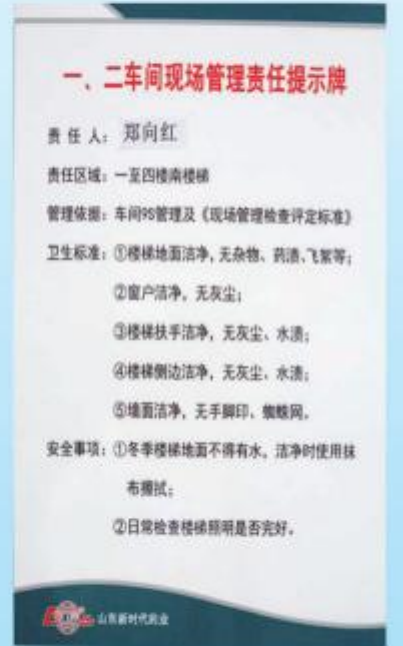 一、二车间现场管理责任提示牌
责 任 人：郑向红
责任区域：一至四楼南楼梯
管理依据：车间9S管理及《现场管理检查评定标准》
卫生标准：①楼梯地面洁净，无杂物、药渍、飞絮等；
②窗户洁净，无灰尘；
③楼梯扶手洁净，无灰尘、水渍；
④楼梯侧边洁净，无灰尘、水渍；
⑤墙面洁净，无手脚印、蜘蛛网。
安全事项：①冬季楼梯地面不得有水，洁净时使用抹
布擦拭；
②日常检查楼梯照明是否完好。
山东新时代药业